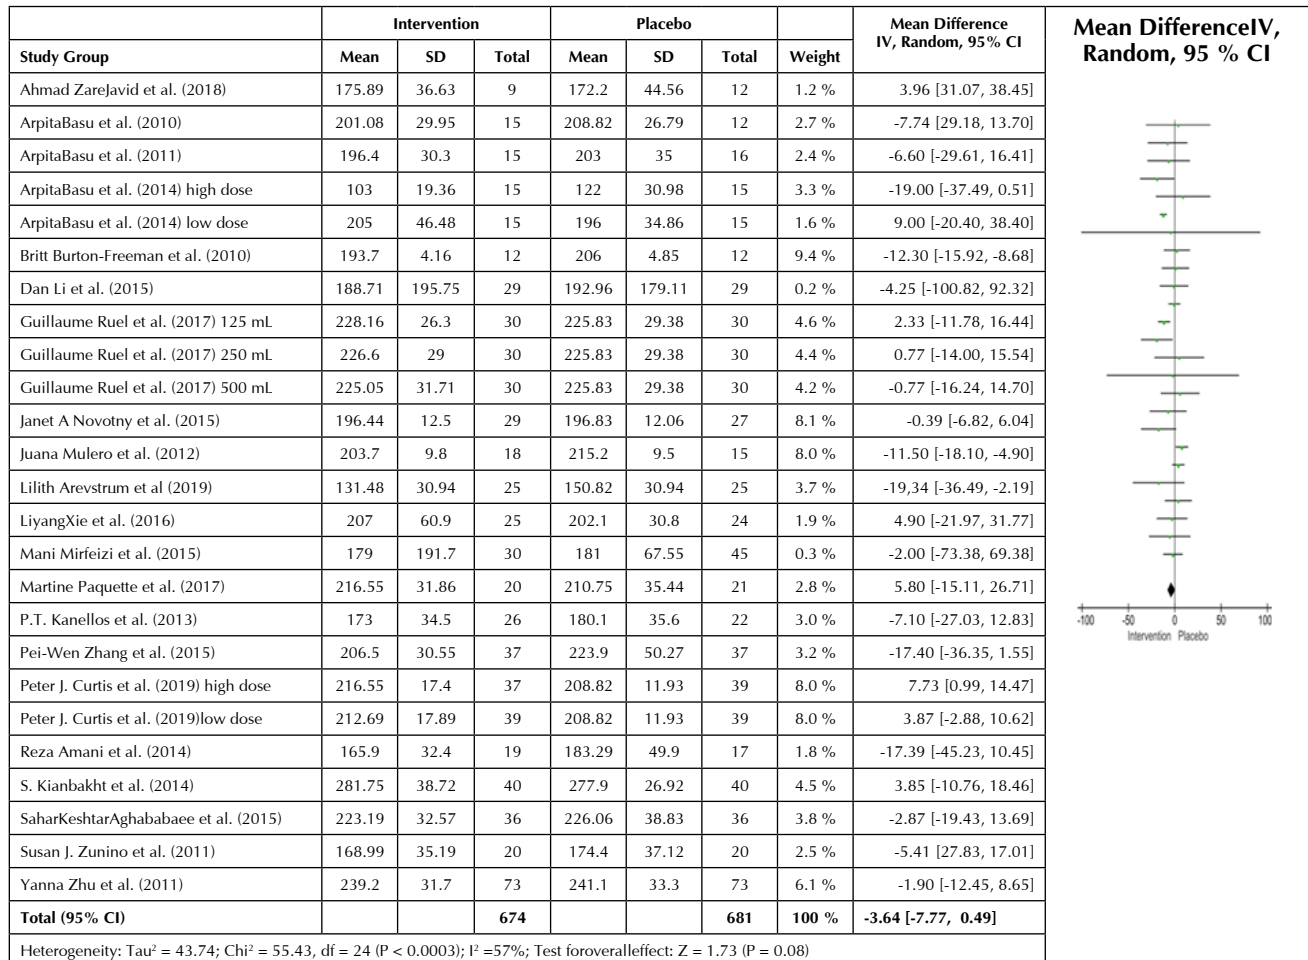 Intervention Placebo Mean Difference IV, Random, 95% CI Mean DifferenceIV, Random, 95 % CI
Study Group Mean SD Total Mean SD Total Weight
Ahmad ZareJavid et al. (2018) 175.89 36.63 9 172.2 44.56 12 1.2 % 3.96 [31.07, 38.45]
ArpitaBasu et al. (2010) 201.08 29.95 15 208.82 26.79 12 2.7 % -7.74 [29.18, 13.70]
ArpitaBasu et al. (2011) 196.4 30.3 15 203 35 16 2.4 % -6.60 [-29.61, 16.41]
ArpitaBasu et al. (2014) high dose 103 19.36 15 122 30.98 15 3.3 % -19.00 [-37.49, 0.51]
ArpitaBasu et al. (2014) low dose 205 46.48 15 196 34.86 15 1.6 % 9.00 [-20.40, 38.40]
Britt Burton-Freeman et al. (2010) 193.7 4.16 12 206 4.85 12 9.4 % -12.30 [-15.92, -8.68]
Dan Li et al. (2015) 188.71 195.75 29 192.96 179.11 29 0.2 % -4.25 [-100.82, 92.32]
Guillaume Ruel et al. (2017) 125 mL 228.16 26.3 30 225.83 29.38 30 4.6 % 2.33 [-11.78, 16.44]
Guillaume Ruel et al. (2017) 250 mL 226.6 29 30 225.83 29.38 30 4.4 % 0.77 [-14.00, 15.54]
Guillaume Ruel et al. (2017) 500 mL 225.05 31.71 30 225.83 29.38 30 4.2 % -0.77 [-16.24, 14.70]
Janet A Novotny et al. (2015) 196.44 12.5 29 196.83 12.06 27 8.1 % -0.39 [-6.82, 6.04]
Juana Mulero et al. (2012) 203.7 9.8 18 215.2 9.5 15 8.0 % -11.50 [-18.10, -4.90]
Lilith Arevstrum et al (2019) 131.48 30.94 25 150.82 30.94 25 3.7 % -19,34 [-36.49, -2.19]
LiyangXie et al. (2016) 207 60.9 25 202.1 30.8 24 1.9 % 4.90 [-21.97, 31.77]
Mani Mirfeizi et al. (2015) 179 191.7 30 181 67.55 45 0.3 % -2.00 [-73.38, 69.38]
Martine Paquette et al. (2017) 216.55 31.86 20 210.75 35.44 21 2.8 % 5.80 [-15.11, 26.71]
P.T. Kanellos et al. (2013) 173 34.5 26 180.1 35.6 22 3.0 % -7.10 [-27.03, 12.83]
Pei-Wen Zhang et al. (2015) 206.5 30.55 37 223.9 50.27 37 3.2 % -17.40 [-36.35, 1.55]
Peter J. Curtis et al. (2019) high dose 216.55 17.4 37 208.82 11.93 39 8.0 % 7.73 [0.99, 14.47]
Peter J. Curtis et al. (2019)low dose 212.69 17.89 39 208.82 11.93 39 8.0 % 3.87 [-2.88, 10.62]
Reza Amani et al. (2014) 165.9 32.4 19 183.29 49.9 17 1.8 % -17.39 [-45.23, 10.45]
S. Kianbakht et al. (2014) 281.75 38.72 40 277.9 26.92 40 4.5 % 3.85 [-10.76, 18.46]
SaharKeshtarAghababaee et al. (2015) 223.19 32.57 36 226.06 38.83 36 3.8 % -2.87 [-19.43, 13.69]
Susan J. Zunino et al. (2011) 168.99 35.19 20 174.4 37.12 20 2.5 % -5.41 [27.83, 17.01]
Yanna Zhu et al. (2011) 239.2 31.7 73 241.1 33.3 73 6.1 % -1.90 [-12.45, 8.65]
Total (95% CI) 674 681 100 % -3.64 [-7.77, 0.49]
Heterogeneity: Tau² = 43.74; Chi² = 55.43, df = 24 (P < 0.0003); I² =57%; Test foroveralleffect: Z = 1.73 (P = 0.08)
-100 -50 0 50 100
Intervention Placebo